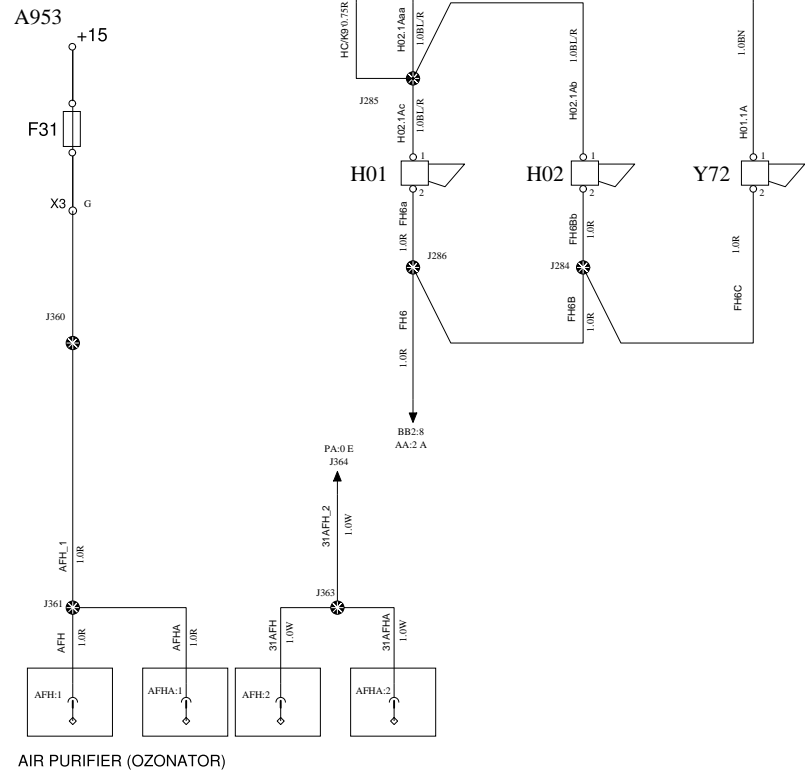 A953
+15
F31
X3
G
J360
AFH_1
1.0R
J361
AFH
1.0R
AFHA
1.0R
AFH:1
AFHA:1
AFH:2
AFHA:2
AIR PURIFIER (OZONATOR)
PA:0 E
J364
31AFH_2
1.0W
J363
31AFH
1.0W
31AFHA
1.0W
HC/K9
0.75R
H02.1Aaa
1.0BL/R
J285
H02.1Ac
1.0BL/R
1
H01
2
FH6a
1.0R
J286
FH6
1.0R
BB2:8
AA:2 A
1.0BL/R
H02.1Ab
1
H02
2
FH6Bb
1.0R
J284
FH6B
1.0R
1.0BN
H01.1A
1
Y72
2
1.0R
FH6C